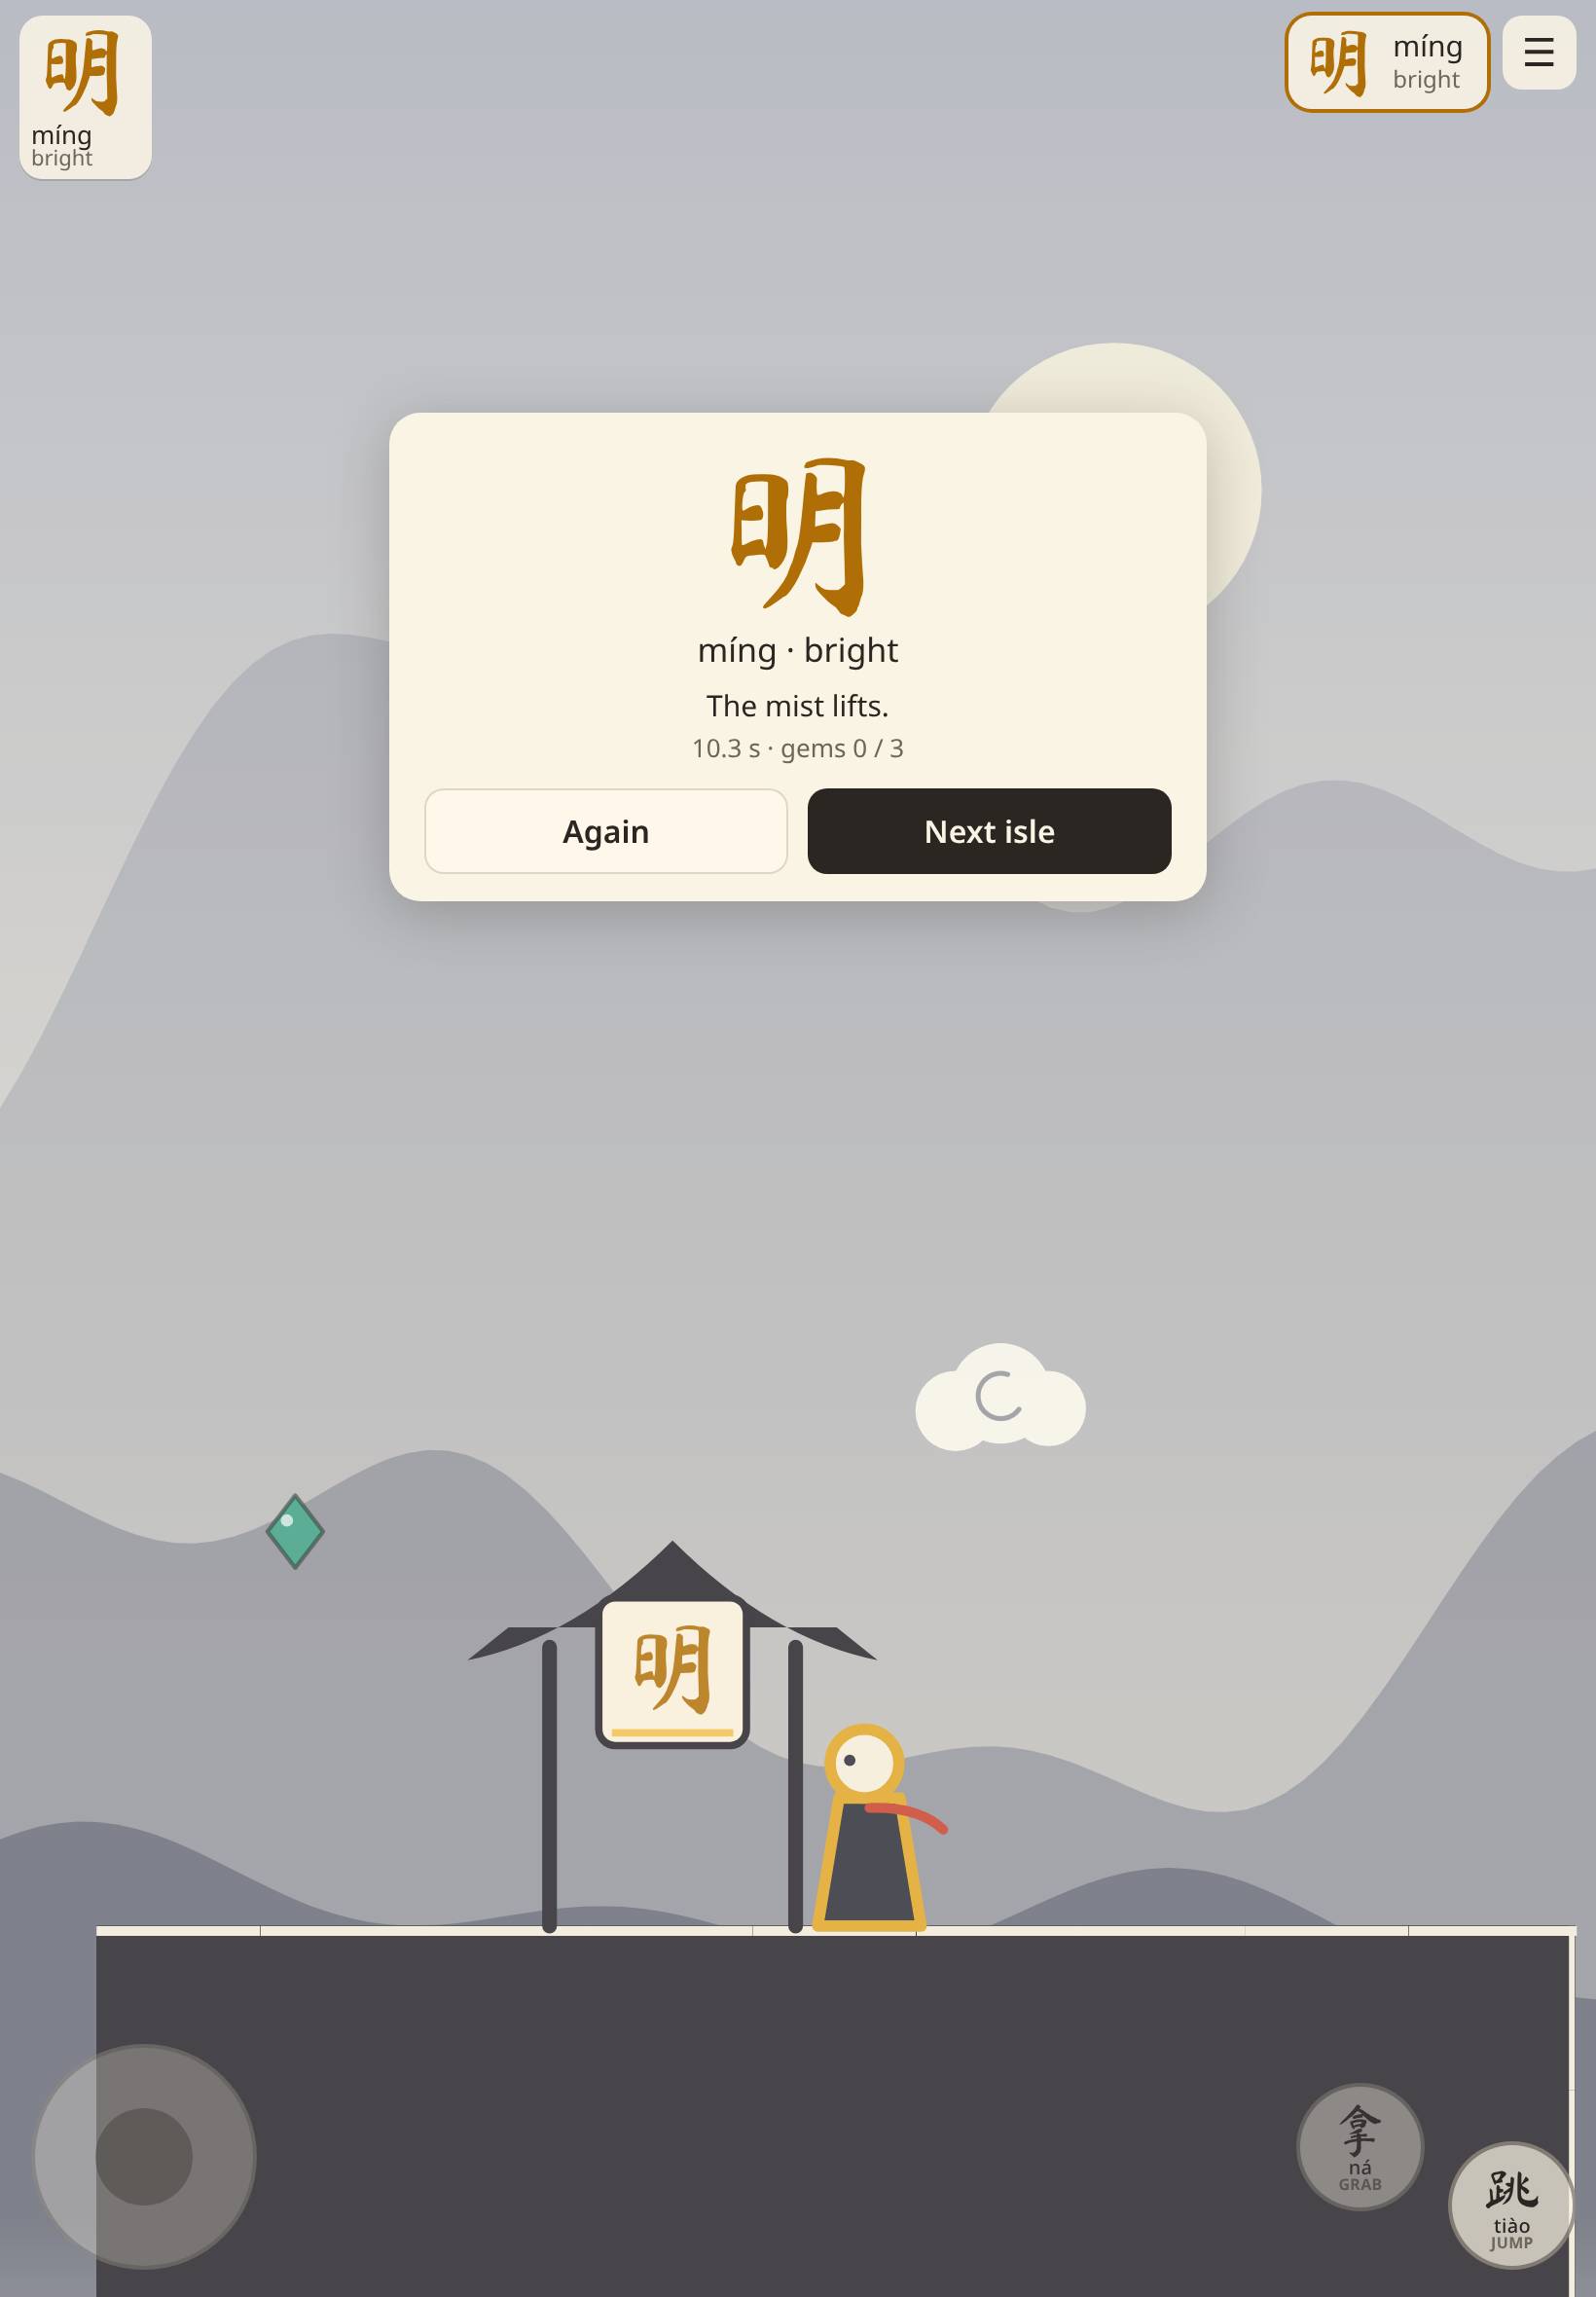 明
míng
bright
明
míng
bright
明
míng · bright
The mist lifts.
10.3 s · gems 0 / 3
Again
Next isle
明
拿
ná
GRAB
跳
tiào
JUMP